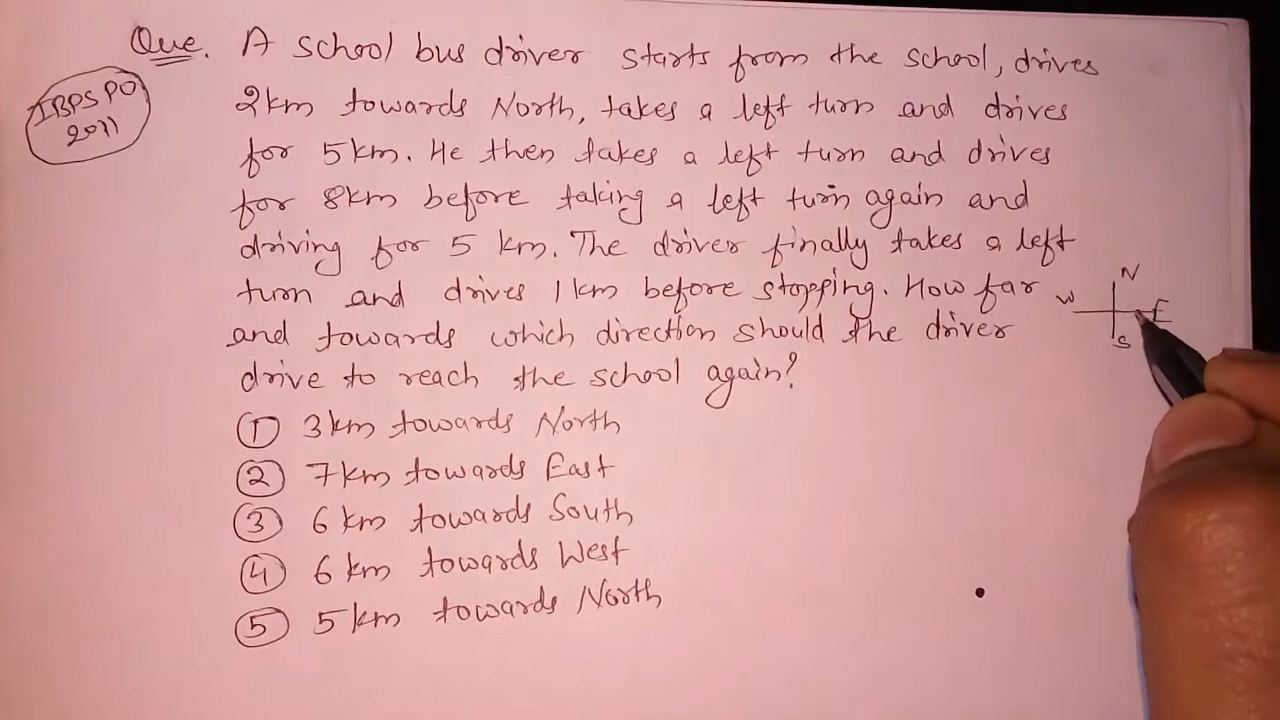 Que. A school bus driver starts from the school, drives
IBPS PO
2011
2km towards North, takes a left turn and drives
for 5km. He then takes a left turn and drives
for 8km before taking a left turn again and
driving for 5 km. The driver finally takes a left
turn and drives 1km before stopping. How far
and towards which direction should the driver
drive to reach the school again?
N
W E
S
① 3km towards North
② 7km towards East
③ 6 km towards South
④ 6 km towards West
⑤ 5km towards North